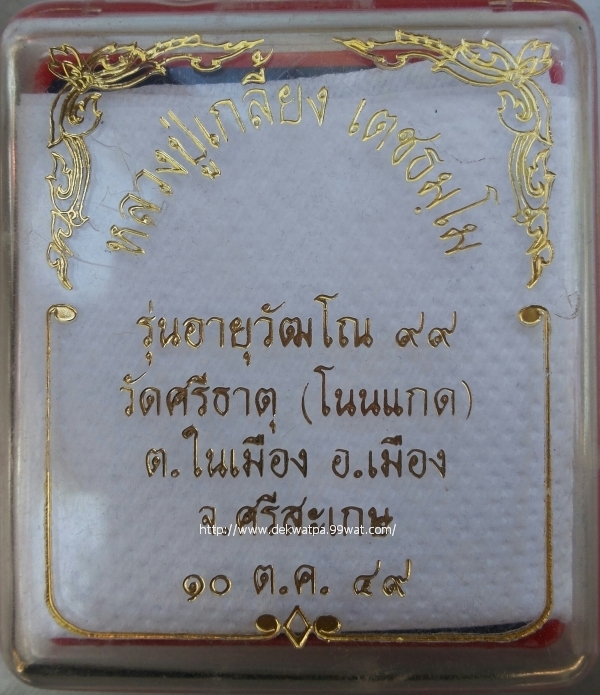 หลวงปู่เกลี้ยง เตชธมฺโม
รุ่นอายุวัฒโณ ๙๙
วัดศรีธาตุ (โนนแกด)
ต.ในเมือง อ.เมือง
จ.ศรีสะเกษ
http://www.dekwatpa.99wat.com/
๑๐ ต.ค. ๔๙